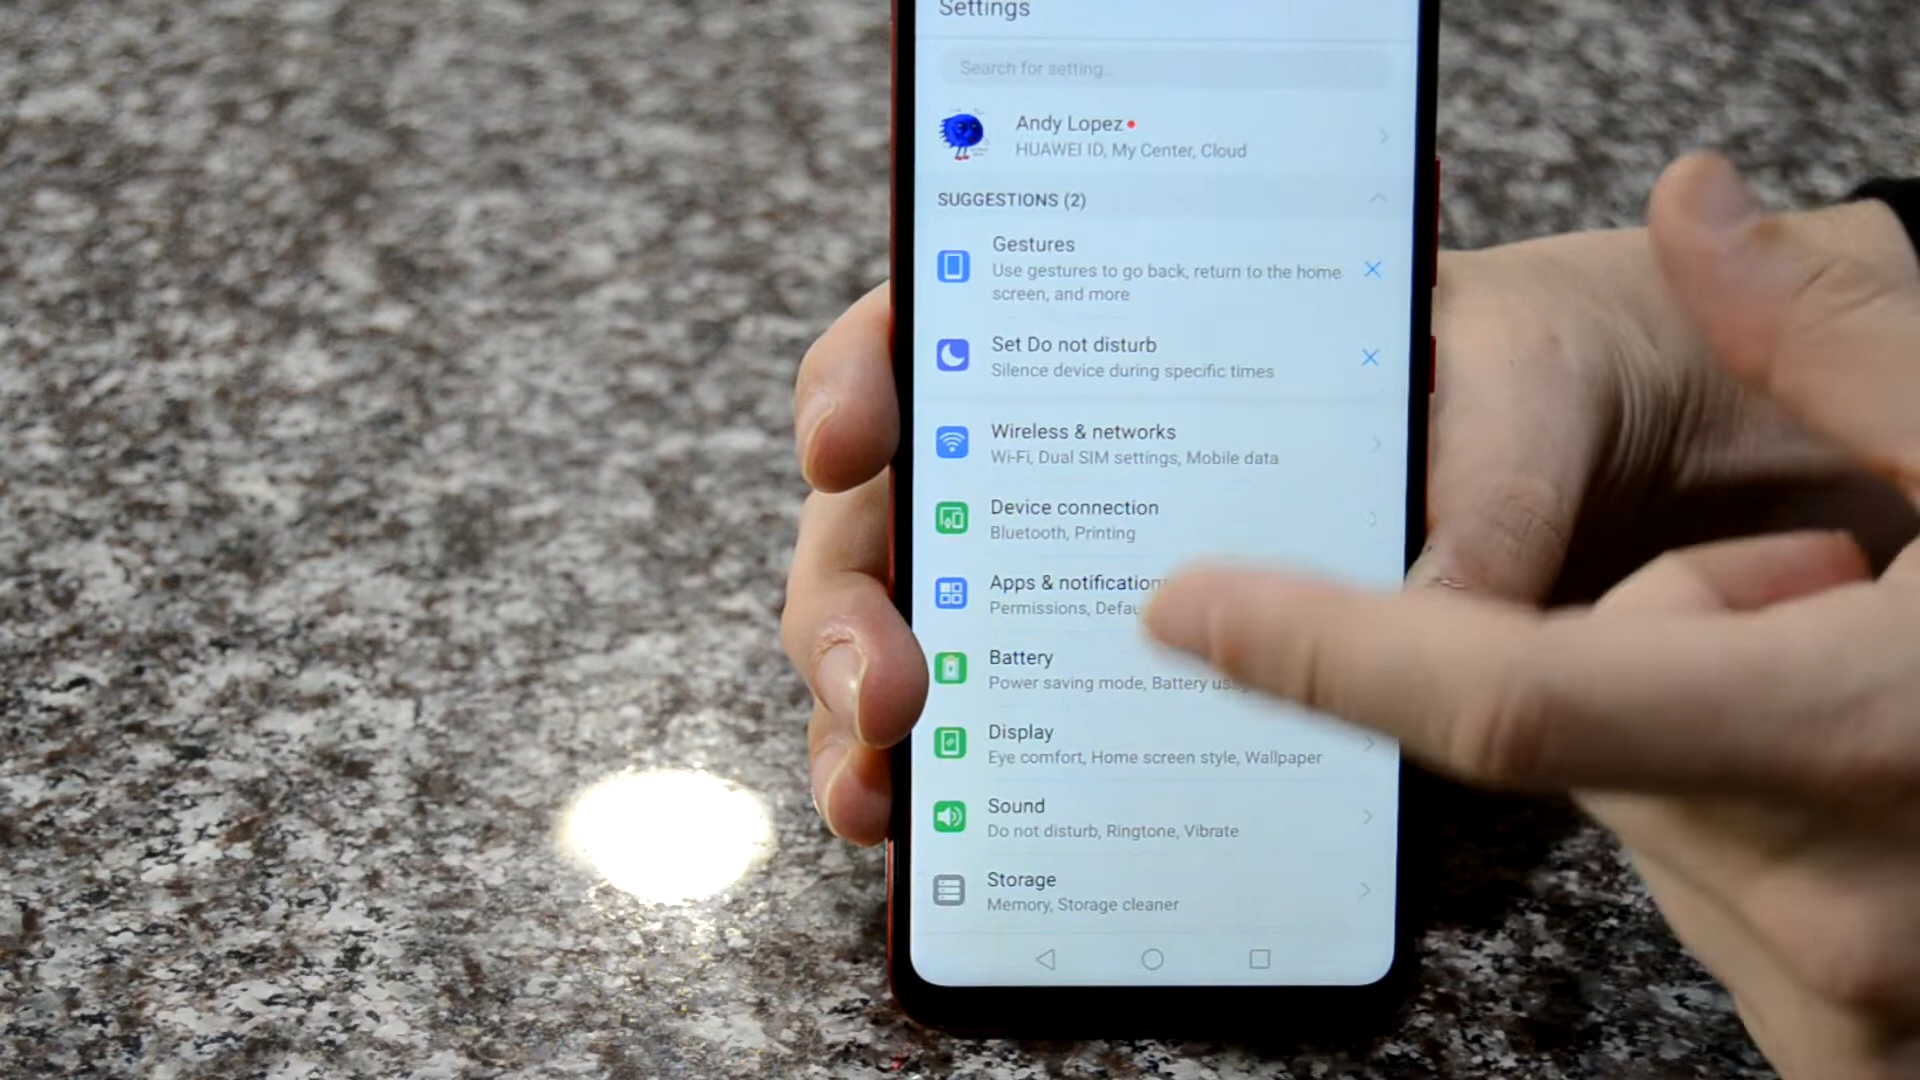 Settings
Search for setting...
Andy Lopez
HUAWEI ID, My Center, Cloud
SUGGESTIONS (2)
Gestures
Use gestures to go back, return to the home
screen, and more
Set Do not disturb
Silence device during specific times
Wireless & networks
Wi-Fi, Dual SIM settings, Mobile data
Device connection
Bluetooth, Printing
Apps & notification
Permissions, Defau
Battery
Power saving mode, Battery
Display
Eye comfort, Home screen style, Wallpaper
Sound
Do not disturb, Ringtone, Vibrate
Storage
Memory, Storage cleaner